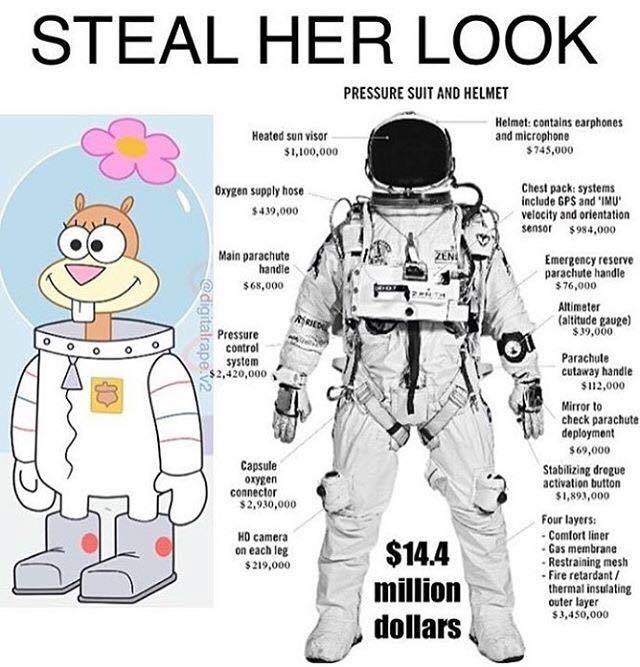 STEAL HER LOOK
PRESSURE SUIT AND HELMET
Heated sun visor
$1,100,000
Oxygen supply hose
$439,000
Main parachute
handle
$68,000
Pressure
control
system
$2,420,000
Capsule
oxygen
connector
$2,930,000
HD camera
on each leg
$219,000
Helmet: contains earphones
and microphone
$745,000
Chest pack: systems
include GPS and 'IMU'
velocity and orientation
sensor $984,000
Emergency reserve
parachute handle
$76,000
Altimeter
(altitude gauge)
$39,000
Parachute
cutaway handle
$112,000
Mirror to
check parachute
deployment
$69,000
Stabilizing drogue
activation button
$1,893,000
Four layers:
- Comfort liner
- Gas membrane
- Restraining mesh
- Fire retardant /
thermal insulating
outer layer
$3,450,000
$14.4
million
dollars
@digitalrape.v2
ZEN
ZENITH